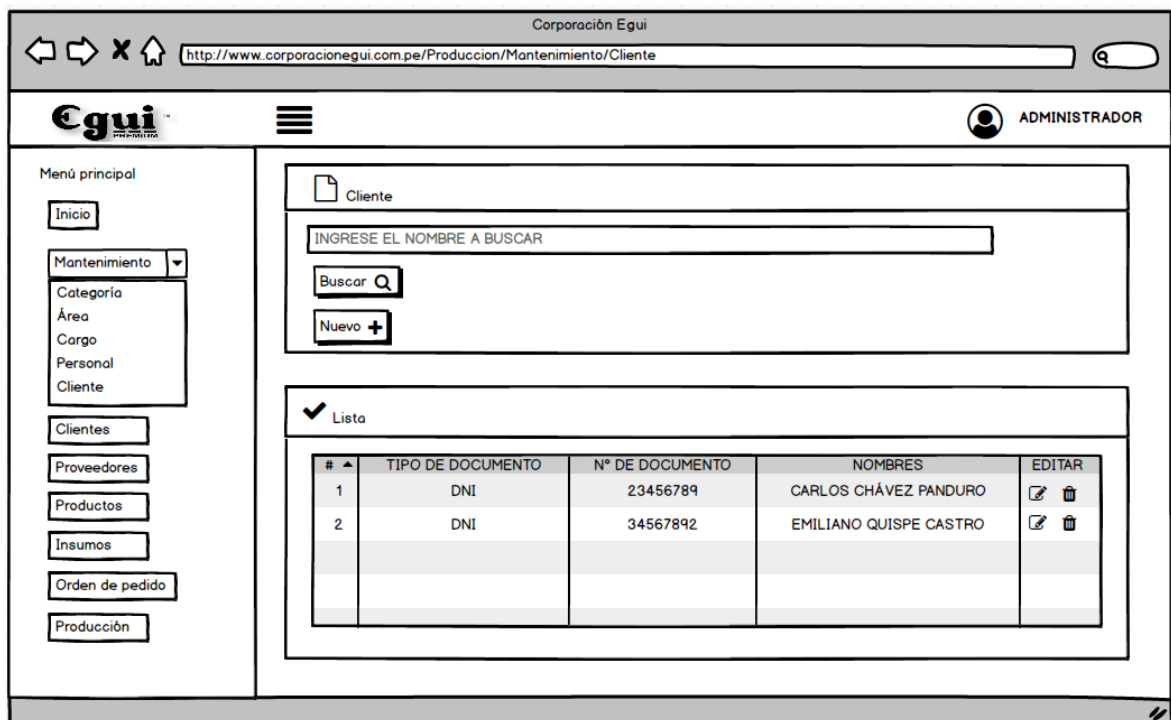 Corporación Egui
http://www.corporacionegui.com.pe/Produccion/Mantenimiento/Cliente
Egui
PREMIUM
ADMINISTRADOR
Menú principal
Inicio
Mantenimiento
Categoría
Área
Cargo
Personal
Cliente
Clientes
Proveedores
Productos
Insumos
Orden de pedido
Producción
Cliente
INGRESE EL NOMBRE A BUSCAR
Buscar
Nuevo
Lista
# TIPO DE DOCUMENTO Nº DE DOCUMENTO NOMBRES EDITAR
1 DNI 23456789 CARLOS CHÁVEZ PANDURO
2 DNI 34567892 EMILIANO QUISPE CASTRO